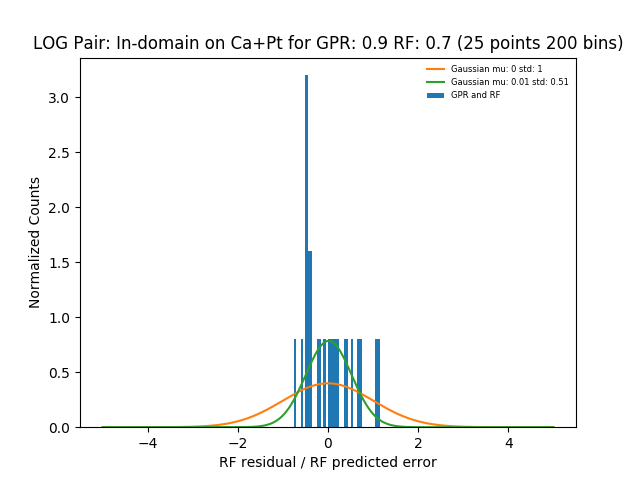 LOG Pair: In-domain on Ca+Pt for GPR: 0.9 RF: 0.7 (25 points 200 bins)
Gaussian mu: 0 std: 1
Gaussian mu: 0.01 std: 0.51
GPR and RF
Normalized Counts
3.0
2.5
2.0
1.5
1.0
0.5
0.0
−4
−2
0
2
4
RF residual / RF predicted error